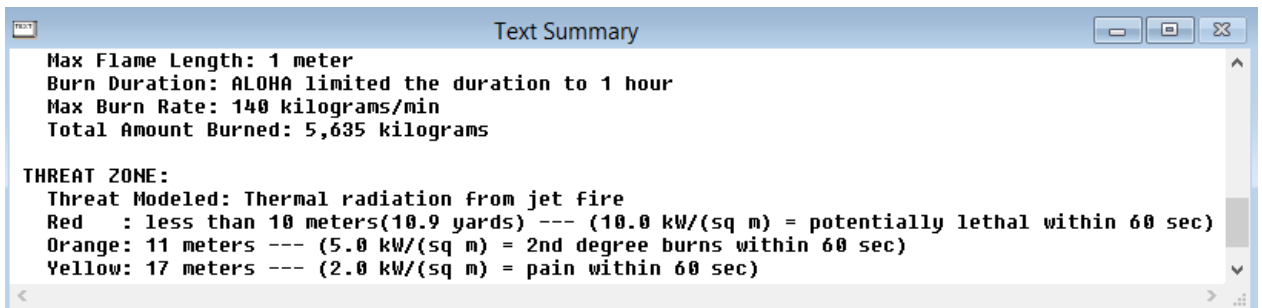 TEXT
Text Summary
Max Flame Length: 1 meter
Burn Duration: ALOHA limited the duration to 1 hour
Max Burn Rate: 140 kilograms/min
Total Amount Burned: 5,635 kilograms
THREAT ZONE:
Threat Modeled: Thermal radiation from jet fire
Red   : less than 10 meters(10.9 yards) --- (10.0 kW/(sq m) = potentially lethal within 60 sec)
Orange: 11 meters --- (5.0 kW/(sq m) = 2nd degree burns within 60 sec)
Yellow: 17 meters --- (2.0 kW/(sq m) = pain within 60 sec)